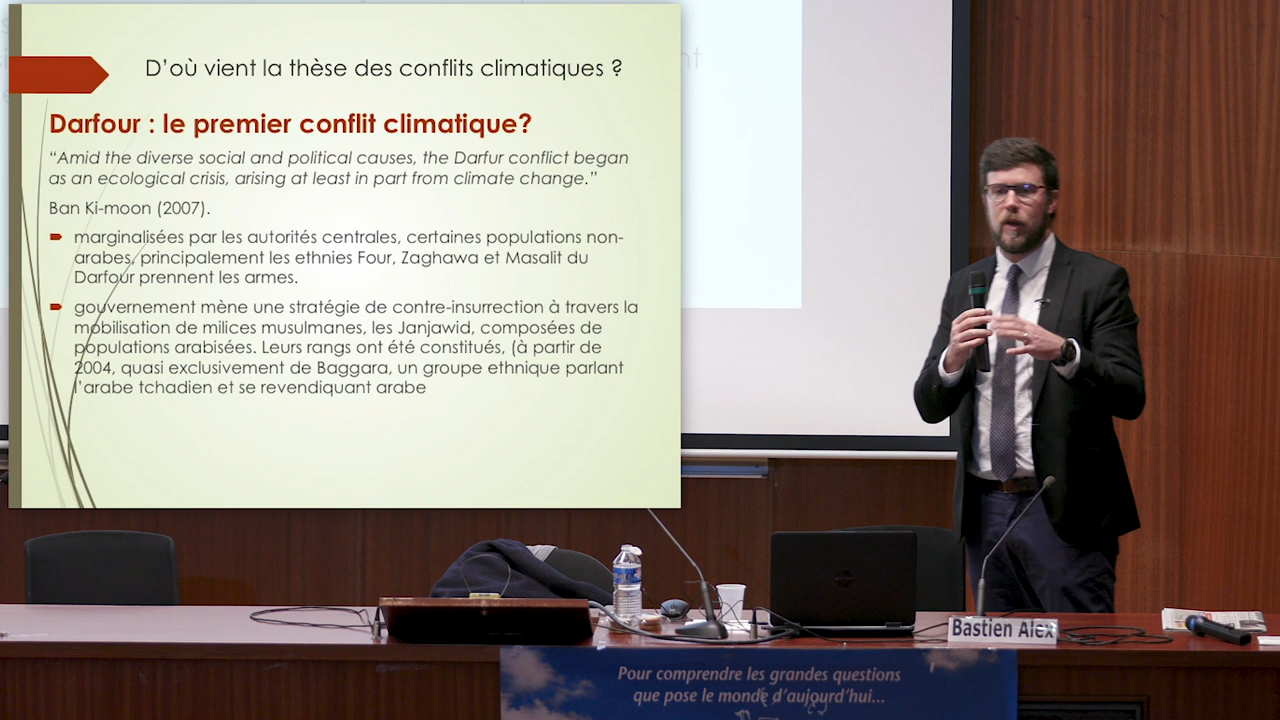 D'où vient la thèse des conflits climatiques ?
Darfour : le premier conflit climatique?
“Amid the diverse social and political causes, the Darfur conflict began
as an ecological crisis, arising at least in part from climate change.”
Ban Ki-moon (2007).
marginalisées par les autorités centrales, certaines populations non-
arabes, principalement les ethnies Four, Zaghawa et Masalit du
Darfour prennent les armes.
gouvernement mène une stratégie de contre-insurrection à travers la
mobilisation de milices musulmanes, les Janjawid, composées de
populations arabisées. Leurs rangs ont été constitués, (à partir de
2004, quasi exclusivement de Baggara, un groupe ethnique parlant
l'arabe tchadien et se revendiquant arabe
Bastien Alex
Pour comprendre les grandes questions
que pose le monde d'aujourd'hui...